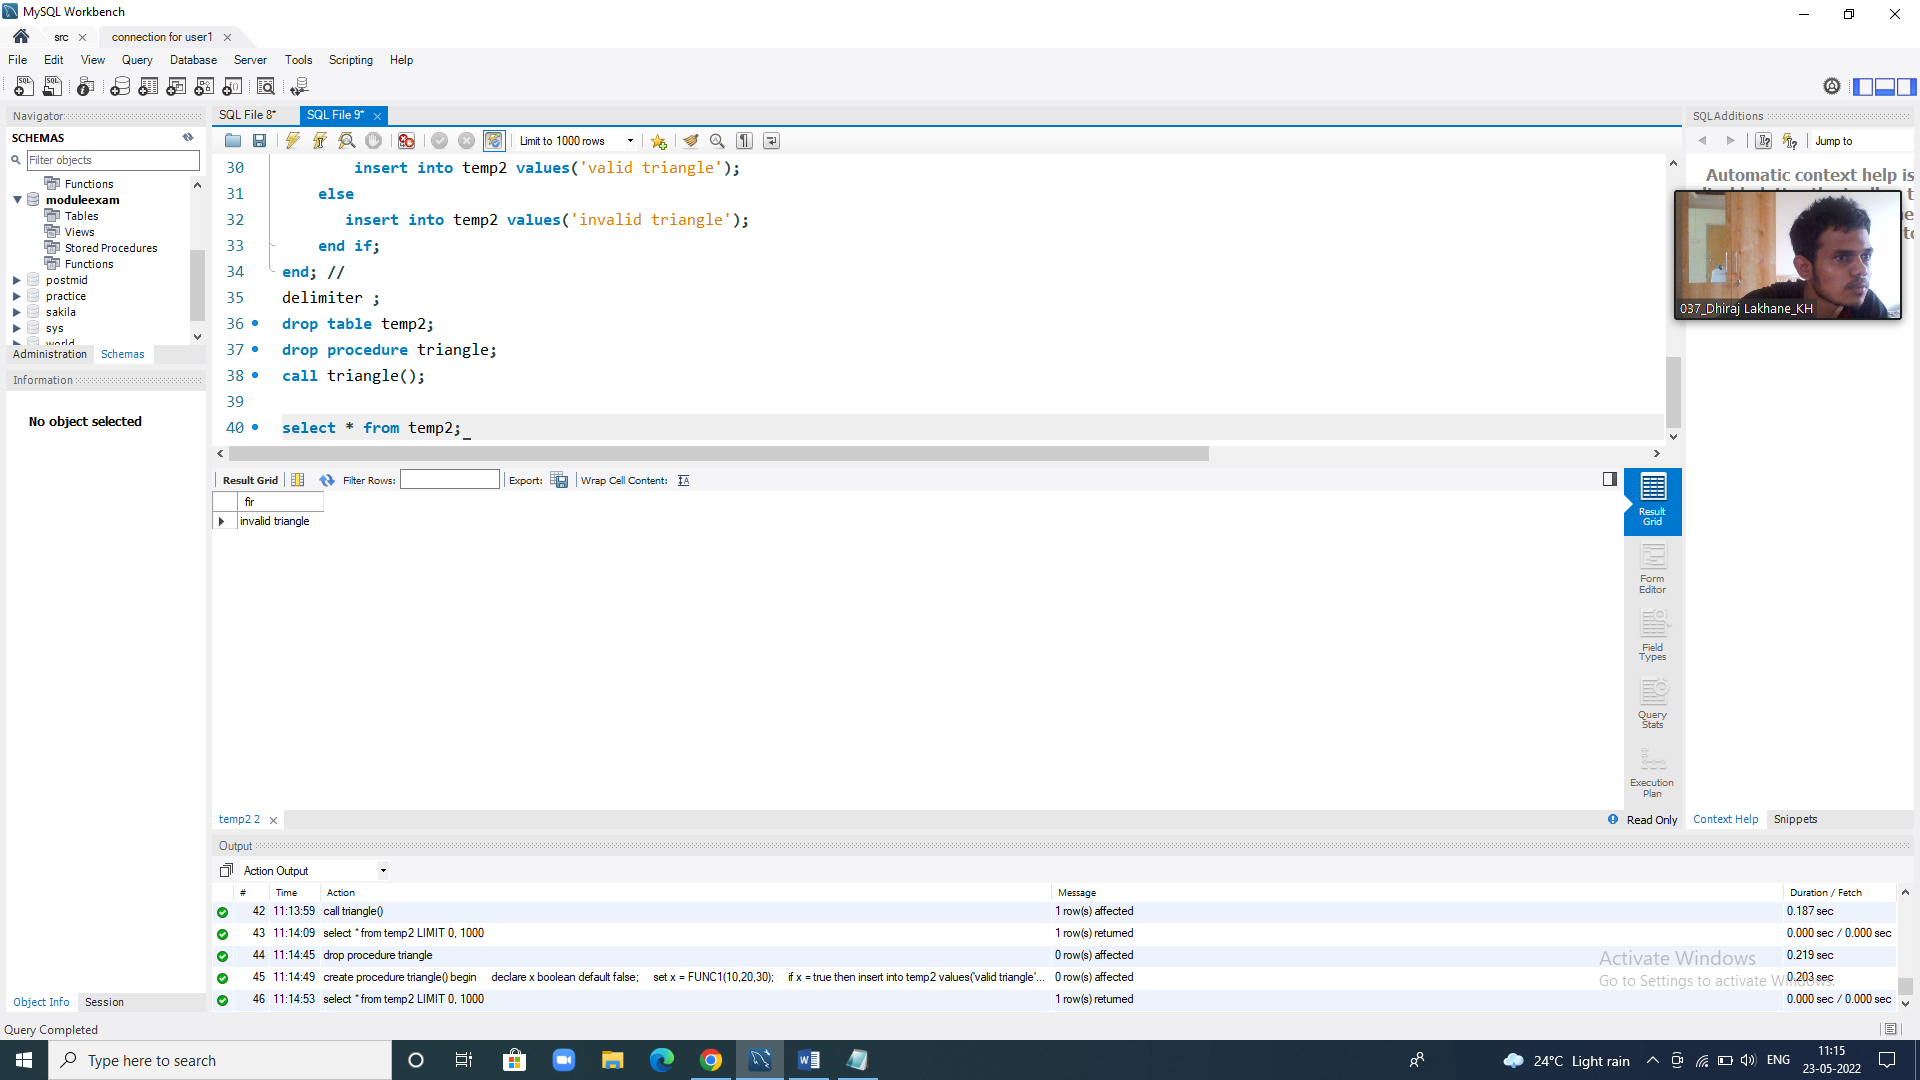 MySQL Workbench
src
connection for user1
File Edit View Query Database Server Tools Scripting Help
Navigator
SCHEMAS
Filter objects
Functions
moduleexam
Tables
Views
Stored Procedures
Functions
postmid
practice
sakila
sys
world
Administration Schemas
Information
No object selected
Object Info Session
SQL File 8*
SQL File 9*
Limit to 1000 rows
30 insert into temp2 values('valid triangle');
31 else
32 insert into temp2 values('invalid triangle');
33 end if;
34 end; //
35 delimiter ;
36 drop table temp2;
37 drop procedure triangle;
38 call triangle();
39
40 select * from temp2;
Result Grid Filter Rows: Export: Wrap Cell Content:
fir
invalid triangle
Result
Grid
Form
Editor
Field
Types
Query
Stats
Execution
Plan
temp2 2
Read Only
SQLAdditions
Jump to
Automatic context help is
037_Dhiraj Lakhane_KH
Context Help Snippets
Output
Action Output
# Time Action Message Duration / Fetch
42 11:13:59 call triangle() 1 row(s) affected 0.187 sec
43 11:14:09 select * from temp2 LIMIT 0, 1000 1 row(s) returned 0.000 sec / 0.000 sec
44 11:14:45 drop procedure triangle 0 row(s) affected 0.219 sec
45 11:14:49 create procedure triangle() begin declare x boolean default false; set x = FUNC1(10,20,30); if x = true then insert into temp2 values('valid triangle'... 0 row(s) affected 0.203 sec
46 11:14:53 select * from temp2 LIMIT 0, 1000 1 row(s) returned 0.000 sec / 0.000 sec
Activate Windows
Go to Settings to activate Windows.
Query Completed
Type here to search
24°C Light rain
ENG
11:15
23-05-2022